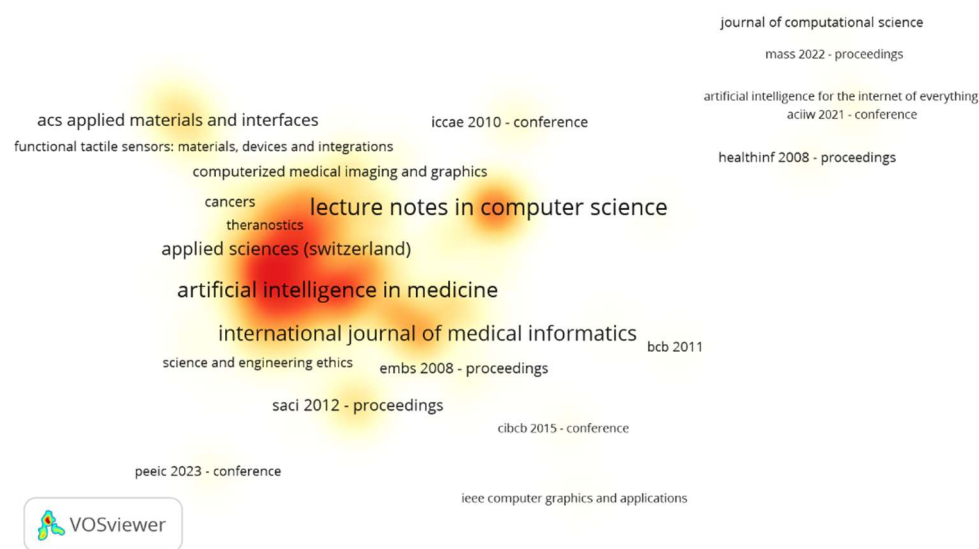 journal of computational science
mass 2022 - proceedings
artificial intelligence for the internet of everything
aciiw 2021 - conference
acs applied materials and interfaces
iccae 2010 - conference
functional tactile sensors: materials, devices and integrations
healthinf 2008 - proceedings
computerized medical imaging and graphics
cancers
lecture notes in computer science
theranostics
applied sciences (switzerland)
artificial intelligence in medicine
international journal of medical informatics
bcb 2011
science and engineering ethics
embs 2008 - proceedings
saci 2012 - proceedings
cibcb 2015 - conference
peeic 2023 - conference
ieee computer graphics and applications
VOSviewer